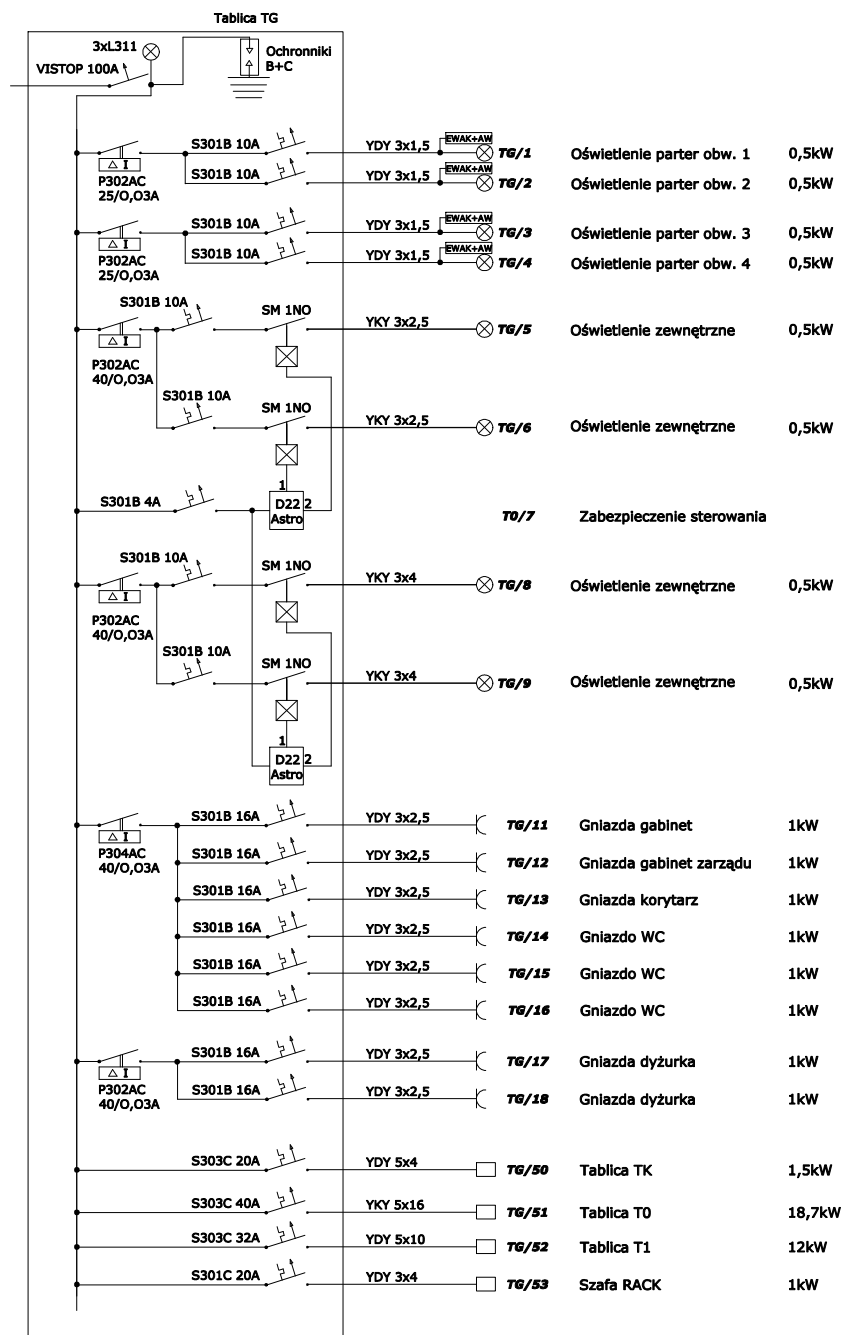 Tablica TG
3xL311
Ochronniki
B+C
VISTOP 100A
S301B 10A YDY 3x1,5 EWAK+AW TG/1 Oświetlenie parter obw. 1 0,5kW
P302AC
25/O,O3A
S301B 10A YDY 3x1,5 EWAK+AW TG/2 Oświetlenie parter obw. 2 0,5kW
S301B 10A YDY 3x1,5 EWAK+AW TG/3 Oświetlenie parter obw. 3 0,5kW
P302AC
25/O,O3A
S301B 10A YDY 3x1,5 EWAK+AW TG/4 Oświetlenie parter obw. 4 0,5kW
S301B 10A SM 1NO YKY 3x2,5 TG/5 Oświetlenie zewnętrzne 0,5kW
P302AC
40/O,O3A
S301B 10A SM 1NO YKY 3x2,5 TG/6 Oświetlenie zewnętrzne 0,5kW
1
S301B 4A D22 2
Astro
T0/7 Zabezpieczenie sterowania
S301B 10A SM 1NO YKY 3x4 TG/8 Oświetlenie zewnętrzne 0,5kW
P302AC
40/O,O3A
S301B 10A SM 1NO YKY 3x4 TG/9 Oświetlenie zewnętrzne 0,5kW
1
D22 2
Astro
S301B 16A YDY 3x2,5 TG/11 Gniazda gabinet 1kW
P304AC
40/O,O3A
S301B 16A YDY 3x2,5 TG/12 Gniazda gabinet zarządu 1kW
S301B 16A YDY 3x2,5 TG/13 Gniazda korytarz 1kW
S301B 16A YDY 3x2,5 TG/14 Gniazdo WC 1kW
S301B 16A YDY 3x2,5 TG/15 Gniazdo WC 1kW
S301B 16A YDY 3x2,5 TG/16 Gniazdo WC 1kW
S301B 16A YDY 3x2,5 TG/17 Gniazda dyżurka 1kW
P302AC
40/O,O3A
S301B 16A YDY 3x2,5 TG/18 Gniazda dyżurka 1kW
S303C 20A YDY 5x4 TG/50 Tablica TK 1,5kW
S303C 40A YKY 5x16 TG/51 Tablica T0 18,7kW
S303C 32A YDY 5x10 TG/52 Tablica T1 12kW
S301C 20A YDY 3x4 TG/53 Szafa RACK 1kW